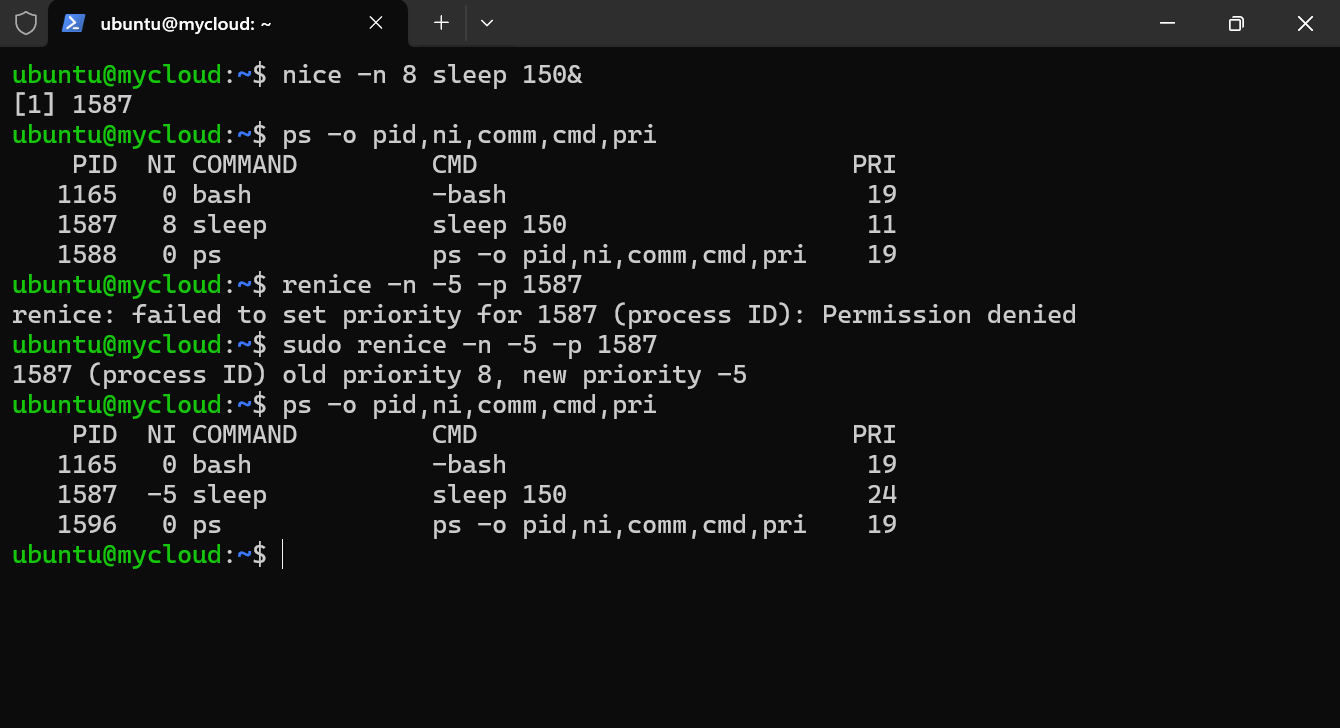 ubuntu@mycloud: ~
ubuntu@mycloud:~$ nice -n 8 sleep 150&
[1] 1587
ubuntu@mycloud:~$ ps -o pid,ni,comm,cmd,pri
    PID  NI COMMAND         CMD                         PRI
   1165   0 bash            -bash                        19
   1587   8 sleep           sleep 150                    11
   1588   0 ps              ps -o pid,ni,comm,cmd,pri    19
ubuntu@mycloud:~$ renice -n -5 -p 1587
renice: failed to set priority for 1587 (process ID): Permission denied
ubuntu@mycloud:~$ sudo renice -n -5 -p 1587
1587 (process ID) old priority 8, new priority -5
ubuntu@mycloud:~$ ps -o pid,ni,comm,cmd,pri
    PID  NI COMMAND         CMD                         PRI
   1165   0 bash            -bash                        19
   1587  -5 sleep           sleep 150                    24
   1596   0 ps              ps -o pid,ni,comm,cmd,pri    19
ubuntu@mycloud:~$